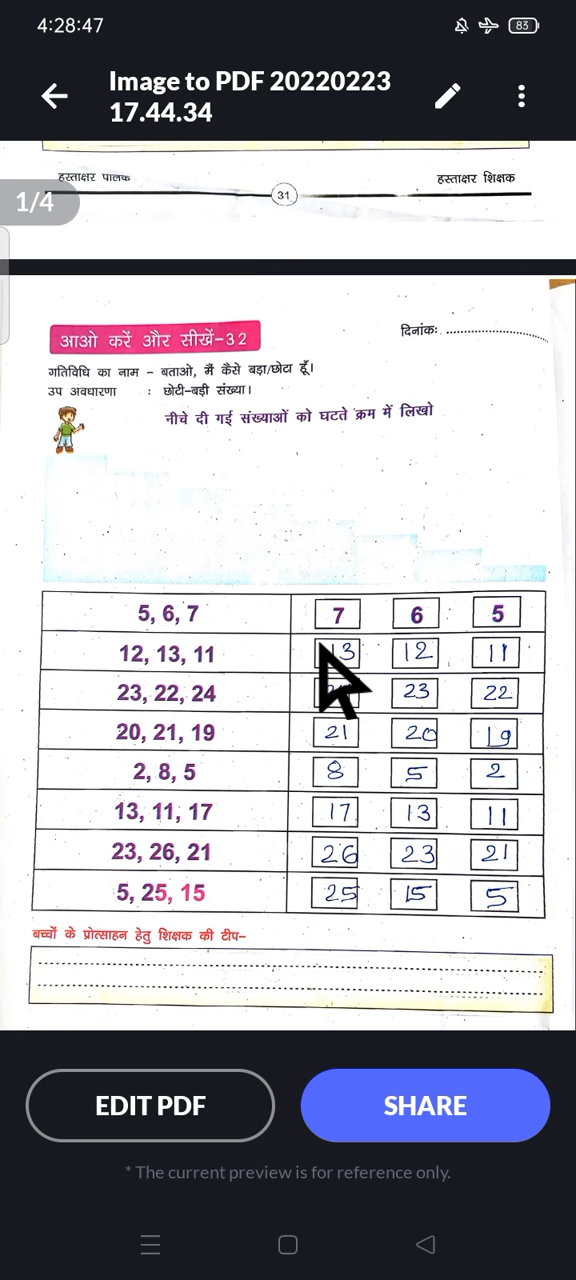 4:28:47
83
Image to PDF 20220223
17.44.34
हस्ताक्षर पालक
हस्ताक्षर शिक्षक
31
1/4
आओ करें और सीखें-32
दिनांकः
गतिविधि का नाम - बताओ, मैं कैसे बड़ा/छोटा हूँ।
उप अवधारणा : छोटी-बड़ी संख्या।
नीचे दी गई संख्याओं को घटते क्रम में लिखो
5, 6, 7 7 6 5
12, 13, 11 13 12 11
23, 22, 24 23 22
20, 21, 19 21 20 19
2, 8, 5 8 5 2
13, 11, 17 17 13 11
23, 26, 21 26 23 21
5, 25, 15 25 15 5
बच्चों के प्रोत्साहन हेतु शिक्षक की टीप-
EDIT PDF
SHARE
* The current preview is for reference only.